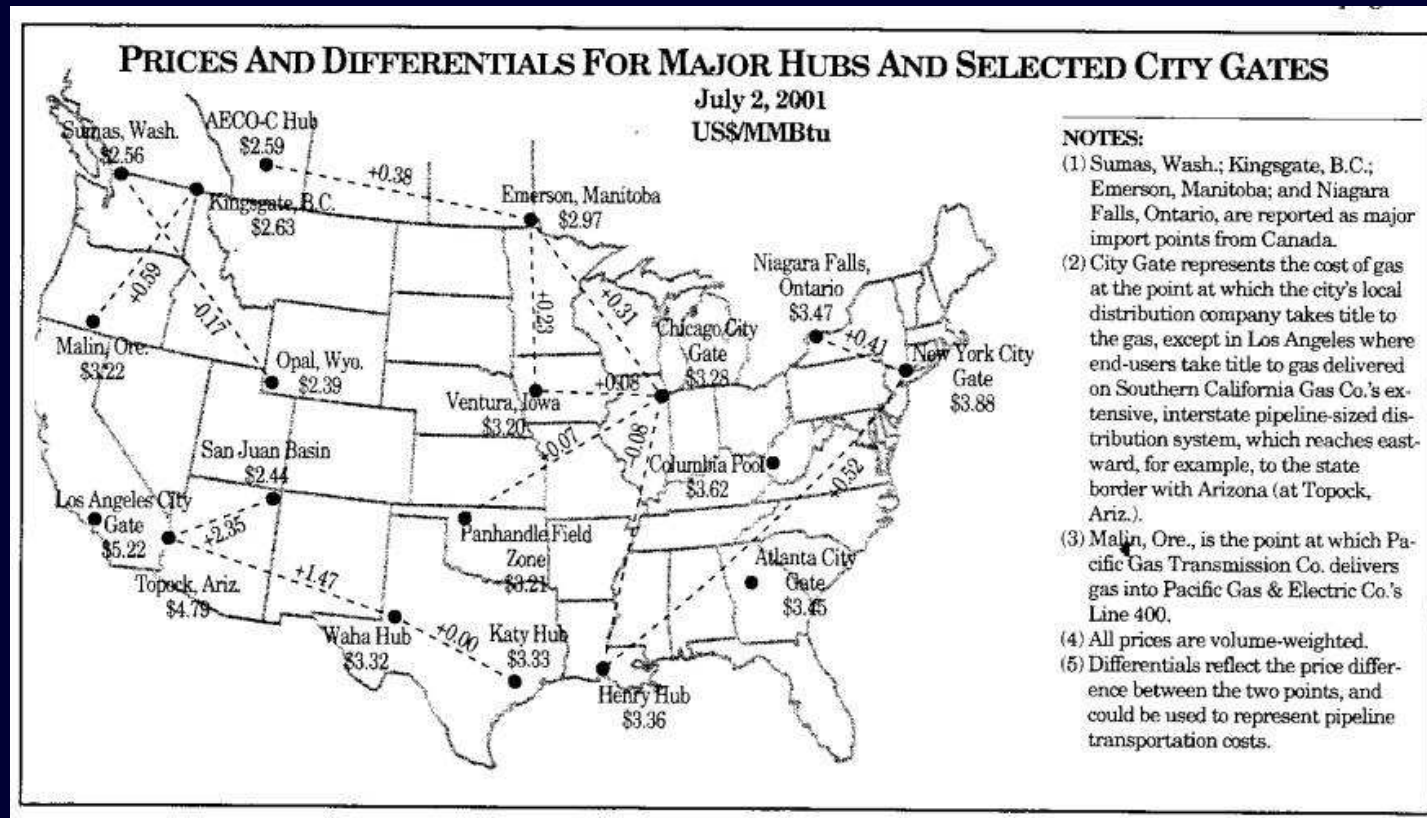 PRICES AND DIFFERENTIALS FOR MAJOR HUBS AND SELECTED CITY GATES
July 2, 2001
US$/MMBtu
Sumas, Wash.
$2.56
AECO-C Hub
$2.59
+0.38
Kingsgate, B.C.
$2.63
Emerson, Manitoba
$2.97
+0.59
-0.17
Malin, Ore.
$3.22
Opal, Wyo.
$2.39
+0.23
+0.31
Niagara Falls,
Ontario
$3.47
+0.41
New York City
Gate
$3.88
Chicago City
Gate
$3.28
+0.08
Ventura, Iowa
$3.20
San Juan Basin
$2.44
Los Angeles City
Gate
$5.22
+2.35
Topock, Ariz.
$4.79
+1.47
+0.07
-0.08
Columbia Pool
$3.62
+0.52
Panhandle Field
Zone
$3.21
Atlanta City
Gate
$3.45
Waha Hub
$3.32
+0.00
Katy Hub
$3.33
Henry Hub
$3.36
NOTES:
(1) Sumas, Wash.; Kingsgate, B.C.;
Emerson, Manitoba; and Niagara
Falls, Ontario, are reported as major
import points from Canada.
(2) City Gate represents the cost of gas
at the point at which the city's local
distribution company takes title to
the gas, except in Los Angeles where
end-users take title to gas delivered
on Southern California Gas Co.'s ex-
tensive, interstate pipeline-sized dis-
tribution system, which reaches east-
ward, for example, to the state
border with Arizona (at Topock,
Ariz.).
(3) Malin, Ore., is the point at which Pa-
cific Gas Transmission Co. delivers
gas into Pacific Gas & Electric Co.'s
Line 400.
(4) All prices are volume-weighted.
(5) Differentials reflect the price differ-
ence between the two points, and
could be used to represent pipeline
transportation costs.